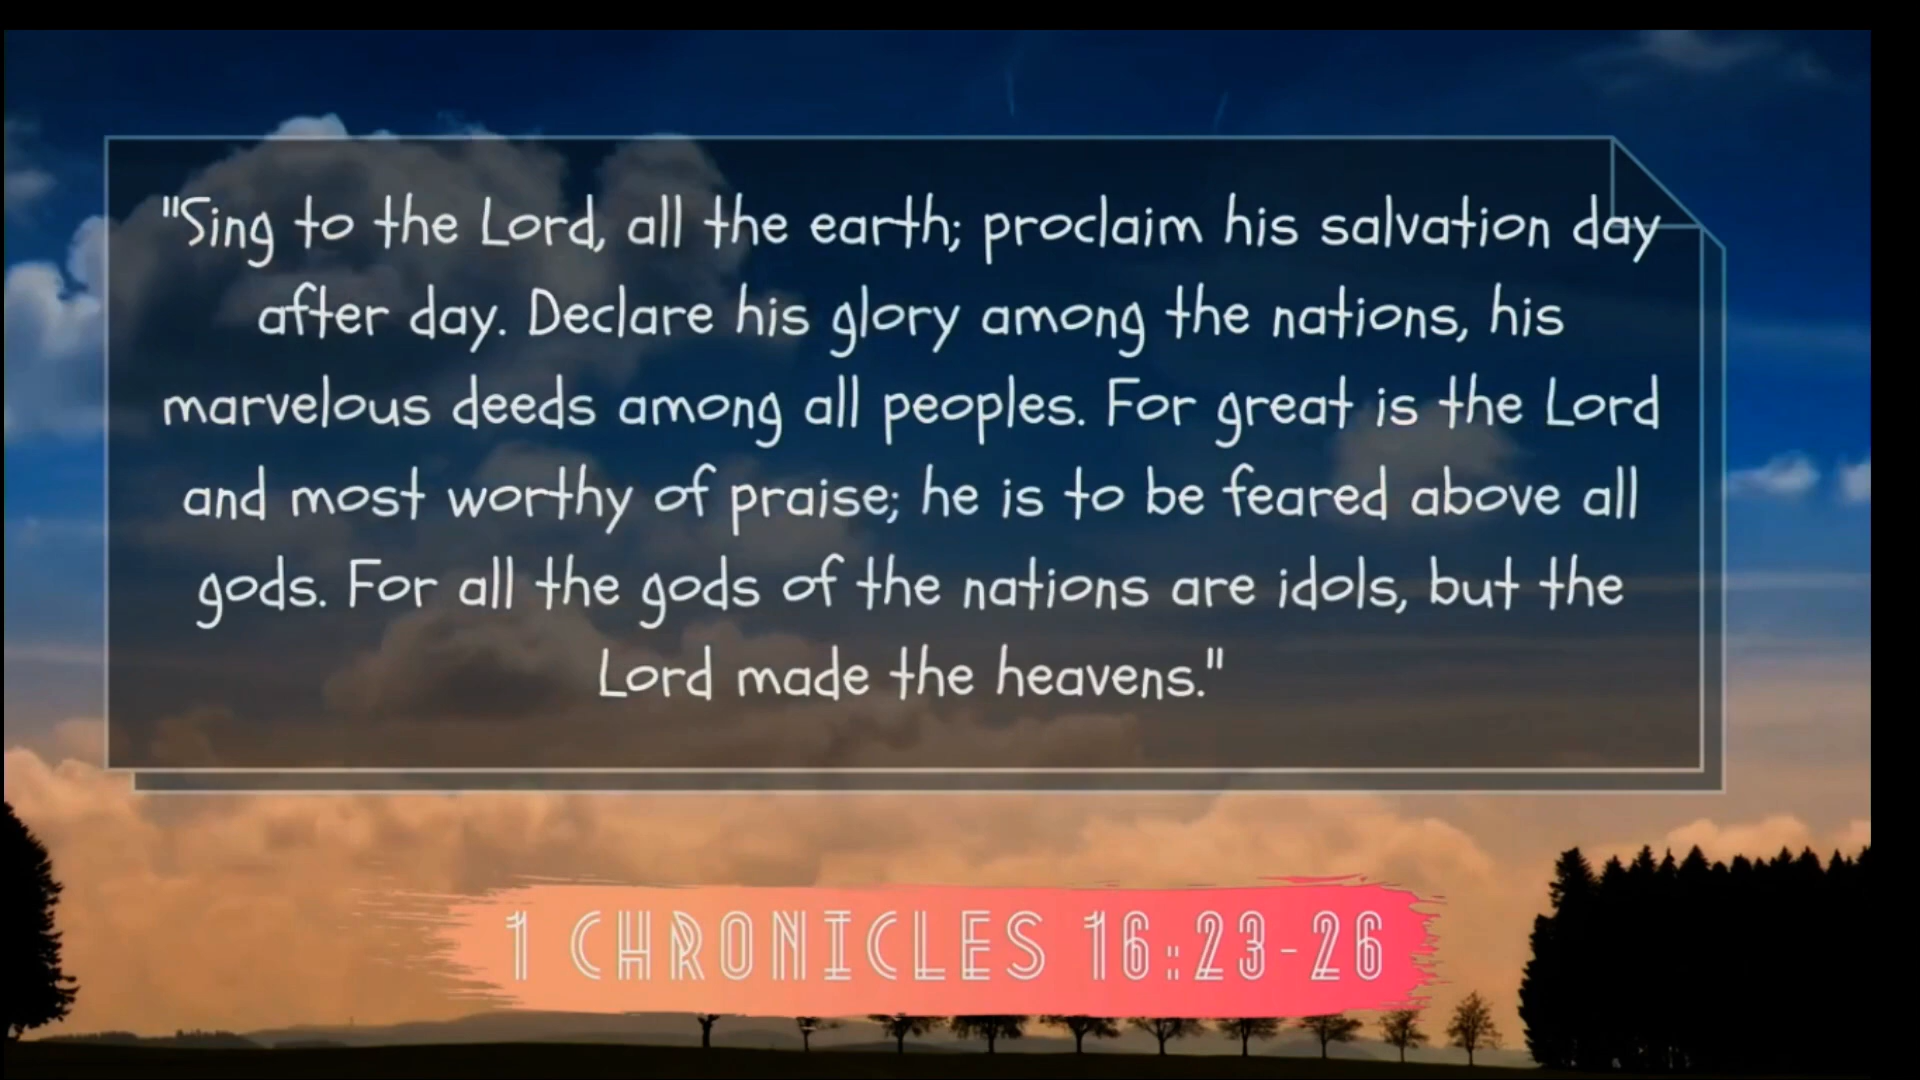 "Sing to the Lord, all the earth; proclaim his salvation day
after day. Declare his glory among the nations, his
marvelous deeds among all peoples. For great is the Lord
and most worthy of praise; he is to be feared above all
gods. For all the gods of the nations are idols, but the
Lord made the heavens."
1 CHRONICLES 16:23-26